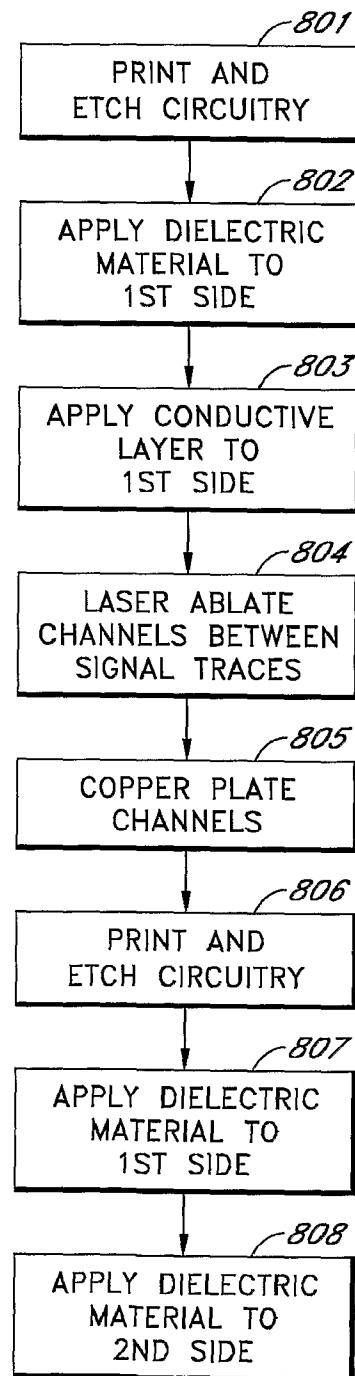 801
PRINT AND
ETCH CIRCUITRY
802
APPLY DIELECTRIC
MATERIAL TO
1ST SIDE
803
APPLY CONDUCTIVE
LAYER TO
1ST SIDE
804
LASER ABLATE
CHANNELS BETWEEN
SIGNAL TRACES
805
COPPER PLATE
CHANNELS
806
PRINT AND
ETCH CIRCUITRY
807
APPLY DIELECTRIC
MATERIAL TO
1ST SIDE
808
APPLY DIELECTRIC
MATERIAL TO
2ND SIDE